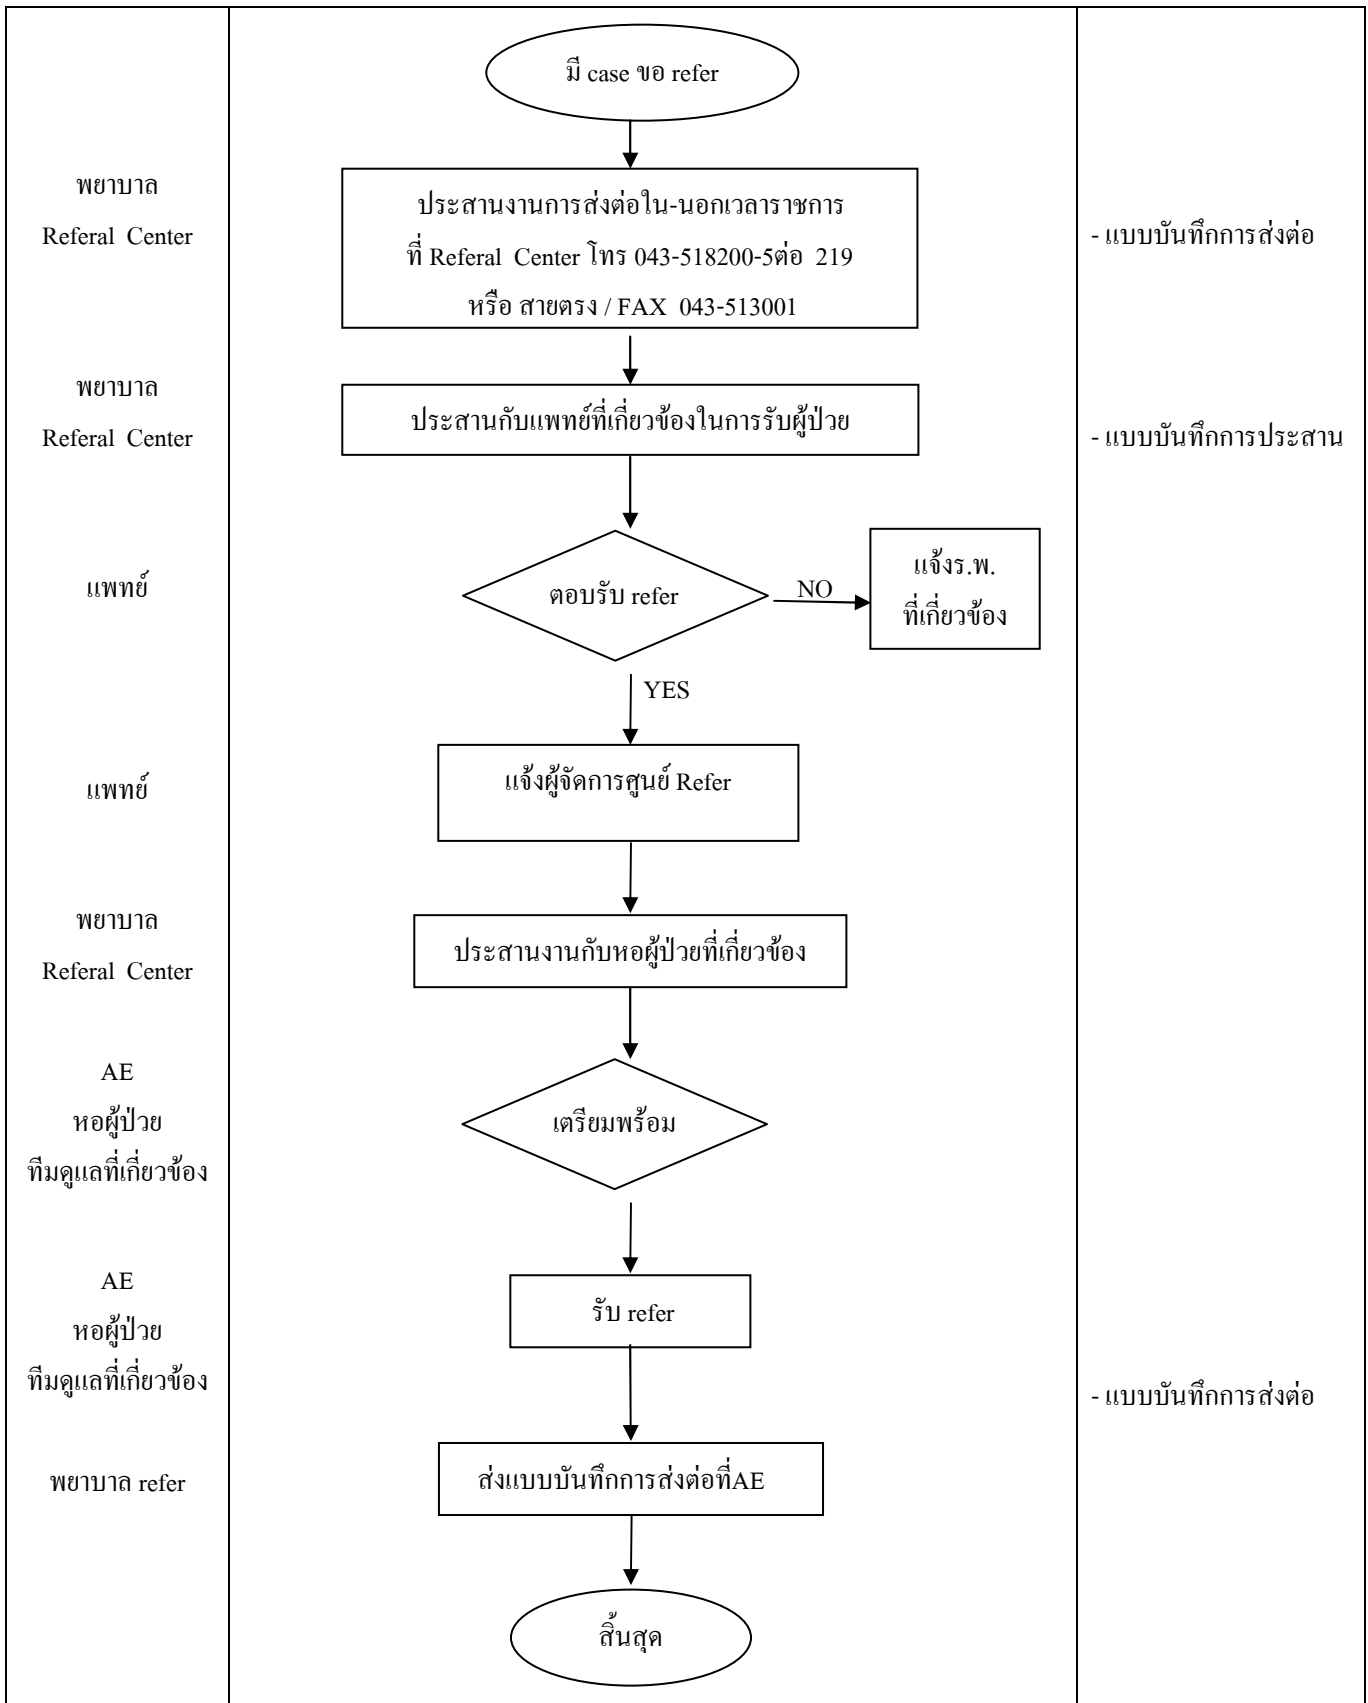 มี case ขอ refer
พยาบาล
Referal Center
ประสานงานการส่งต่อใน-นอกเวลาราชการ
ที่ Referal Center โทร 043-518200-5ต่อ 219
หรือ สายตรง / FAX 043-513001
- แบบบันทึกการส่งต่อ
พยาบาล
Referal Center
ประสานกับแพทย์ที่เกี่ยวข้องในการรับผู้ป่วย
- แบบบันทึกการประสาน
แพทย์
ตอบรับ refer
NO
แจ้งร.พ.
ที่เกี่ยวข้อง
YES
แพทย์
แจ้งผู้จัดการศูนย์ Refer
พยาบาล
Referal Center
ประสานงานกับหอผู้ป่วยที่เกี่ยวข้อง
AE
หอผู้ป่วย
ทีมดูแลที่เกี่ยวข้อง
เตรียมพร้อม
AE
หอผู้ป่วย
ทีมดูแลที่เกี่ยวข้อง
รับ refer
- แบบบันทึกการส่งต่อ
พยาบาล refer
ส่งแบบบันทึกการส่งต่อที่AE
สิ้นสุด